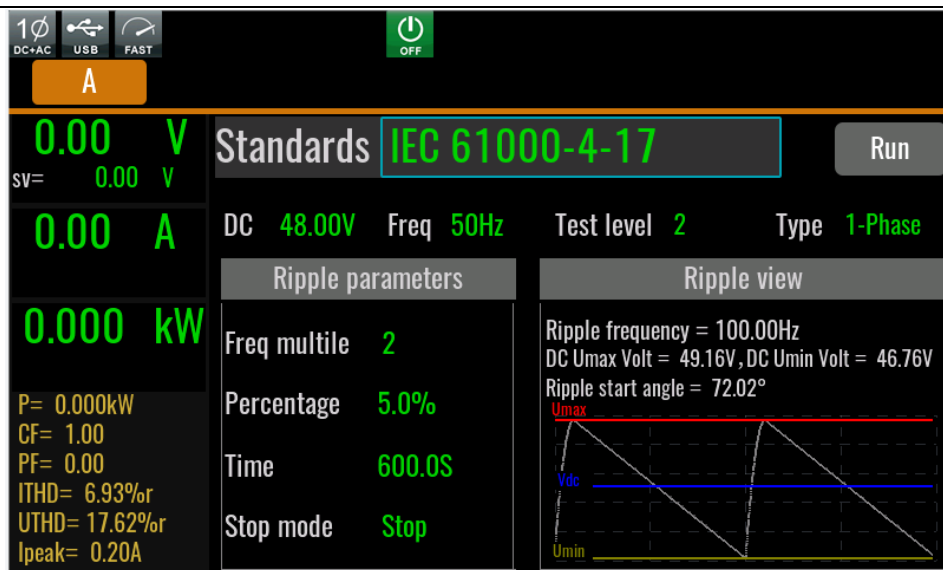 1Ø
DC+AC USB FAST OFF
A
0.00 V
sv= 0.00 V
0.00 A
0.000 kW
P= 0.000kW
CF= 1.00
PF= 0.00
ITHD= 6.93%r
UTHD= 17.62%r
Ipeak= 0.20A
Standards IEC 61000-4-17 Run
DC 48.00V Freq 50Hz Test level 2 Type 1-Phase
Ripple parameters
Freq multile 2
Percentage 5.0%
Time 600.0S
Stop mode Stop
Ripple view
Ripple frequency = 100.00Hz
DC Umax Volt = 49.16V,DC Umin Volt = 46.76V
Ripple start angle = 72.02°
Umax
Vdc
Umin